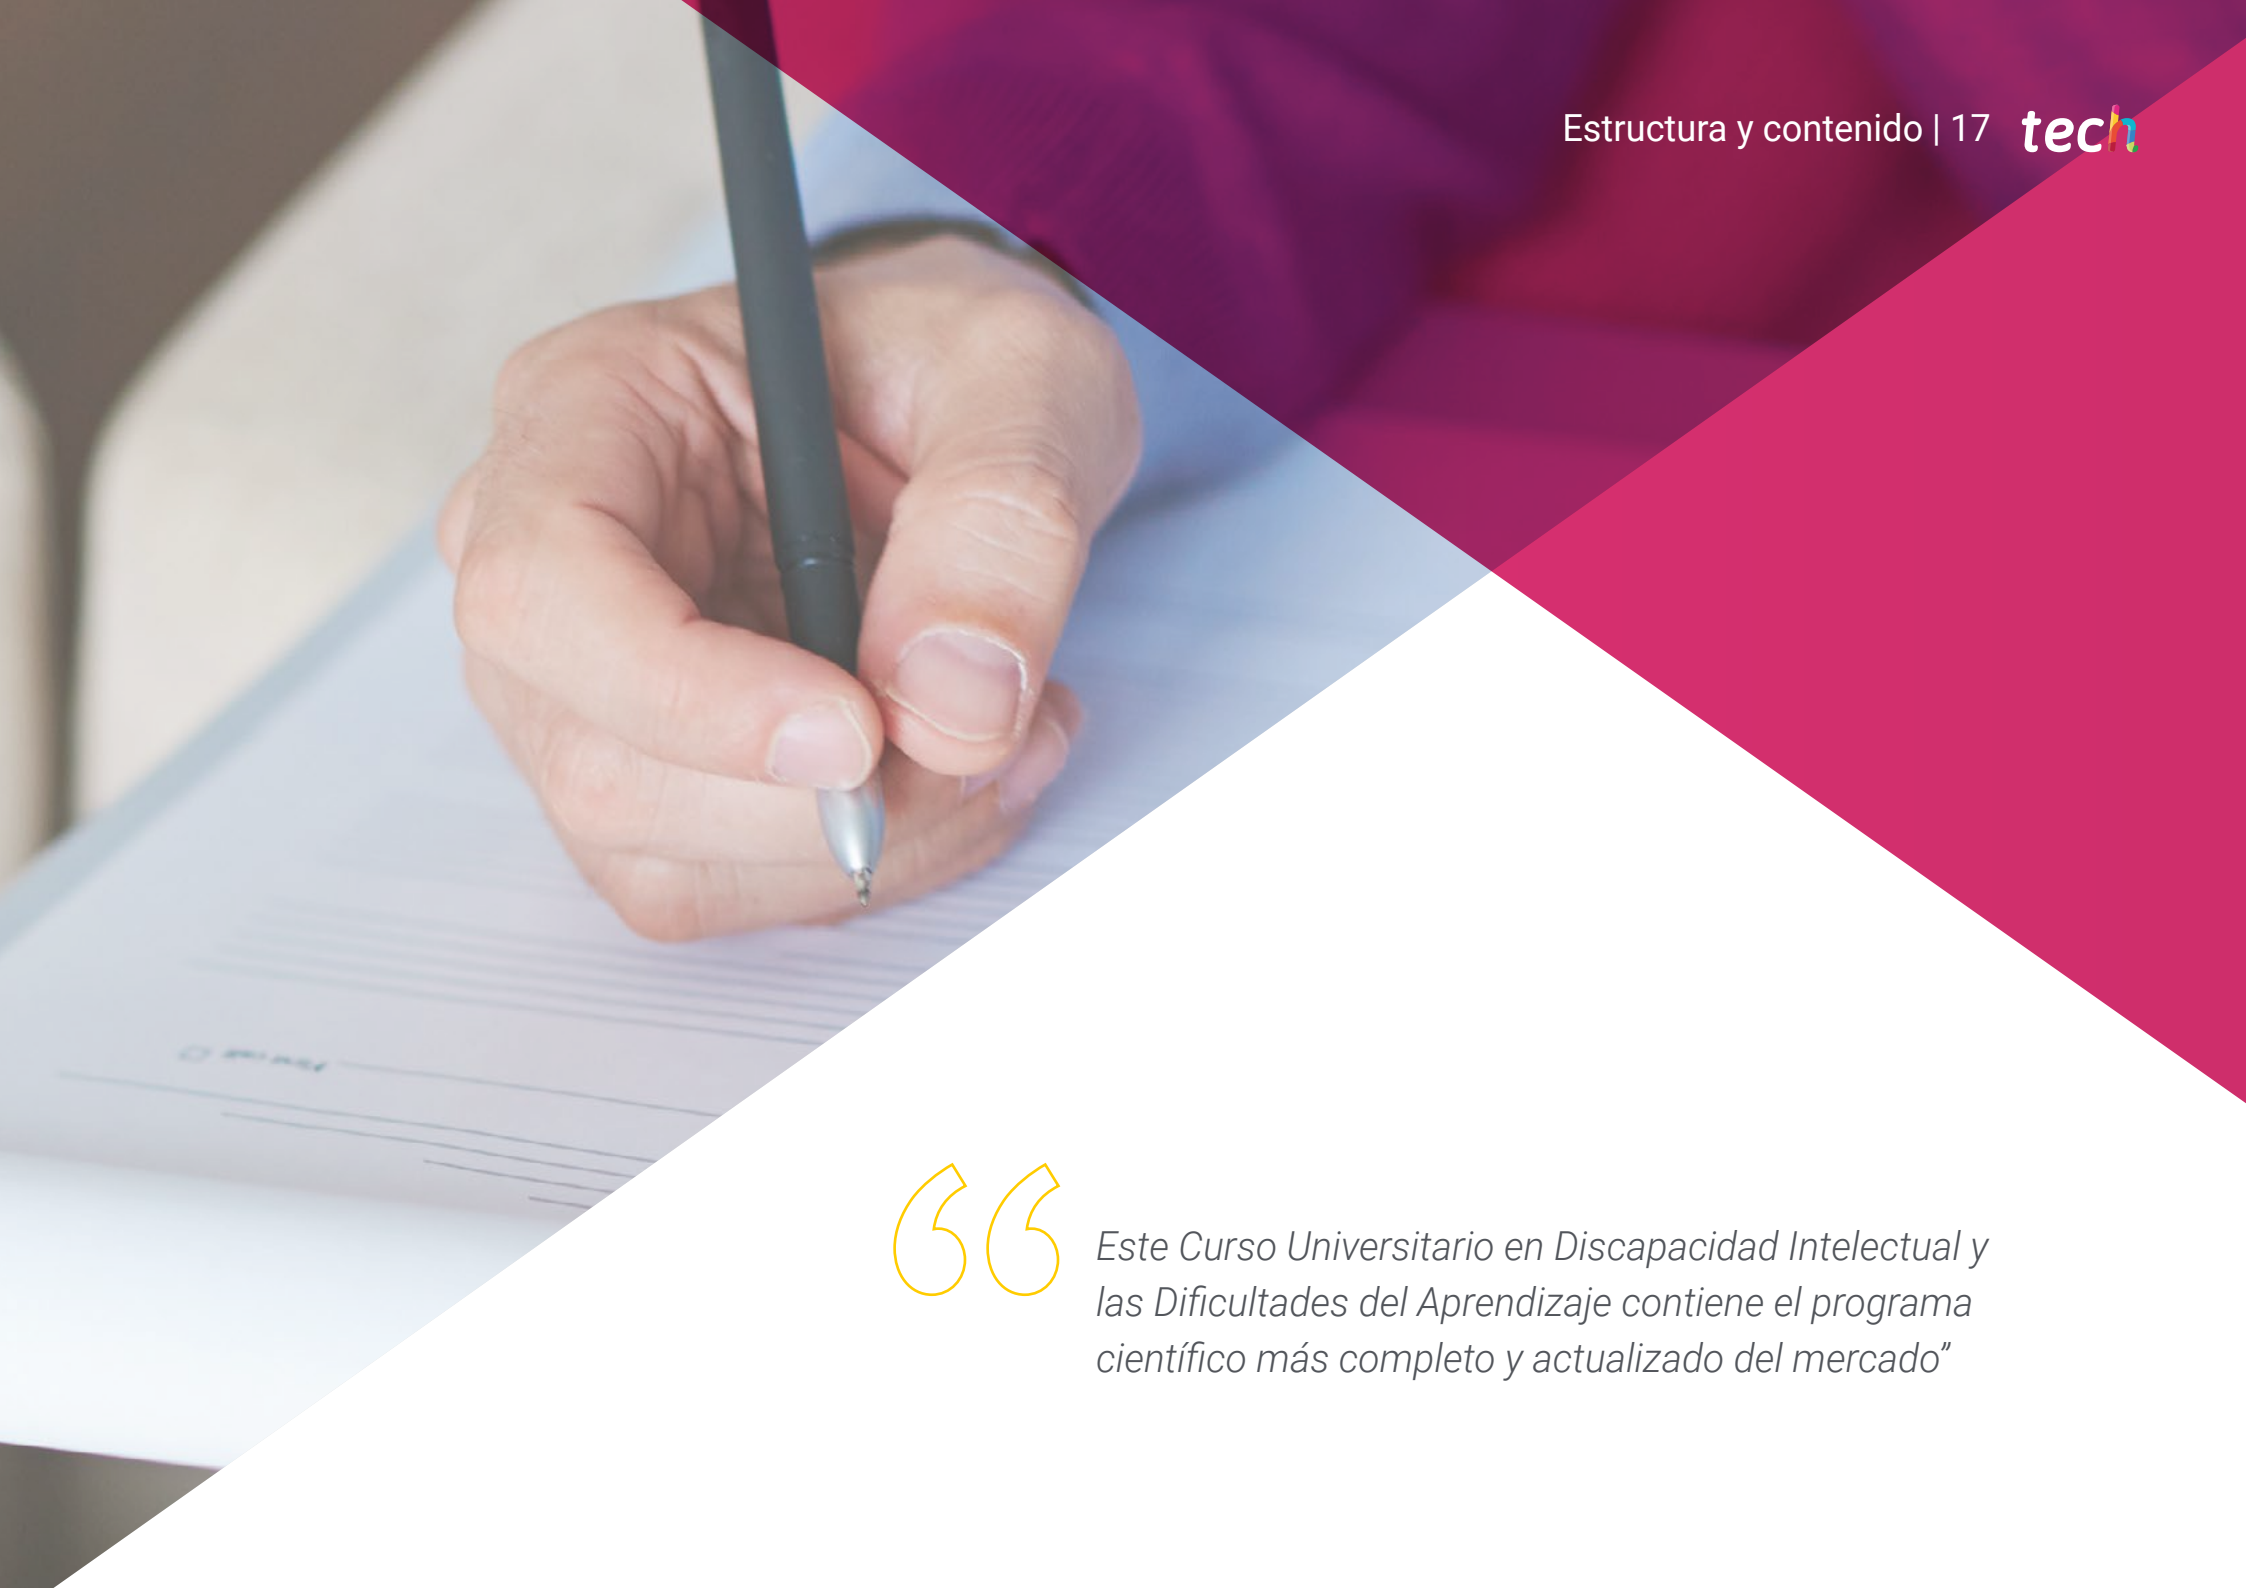 Estructura y contenido | 17 tech
“Este Curso Universitario en Discapacidad Intelectual y
las Dificultades del Aprendizaje contiene el programa
científico más completo y actualizado del mercado”